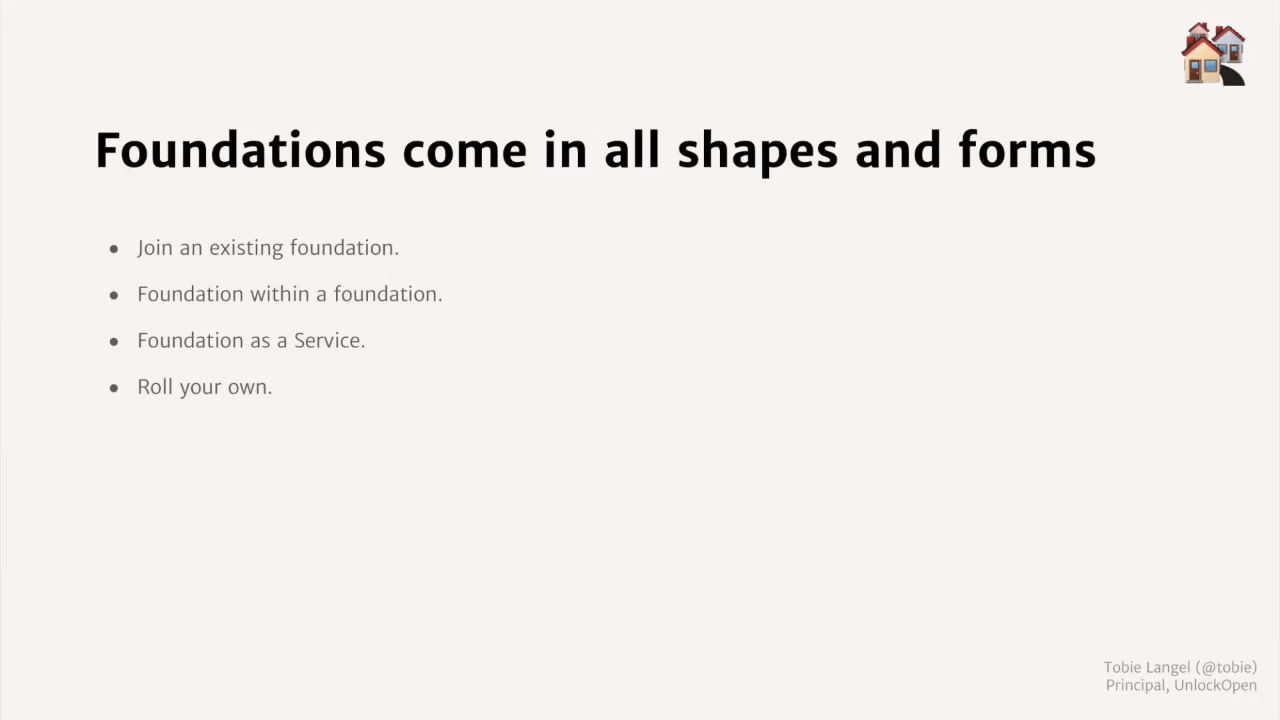 Foundations come in all shapes and forms
● Join an existing foundation.
● Foundation within a foundation.
● Foundation as a Service.
● Roll your own.
Tobie Langel (@tobie)
Principal, UnlockOpen